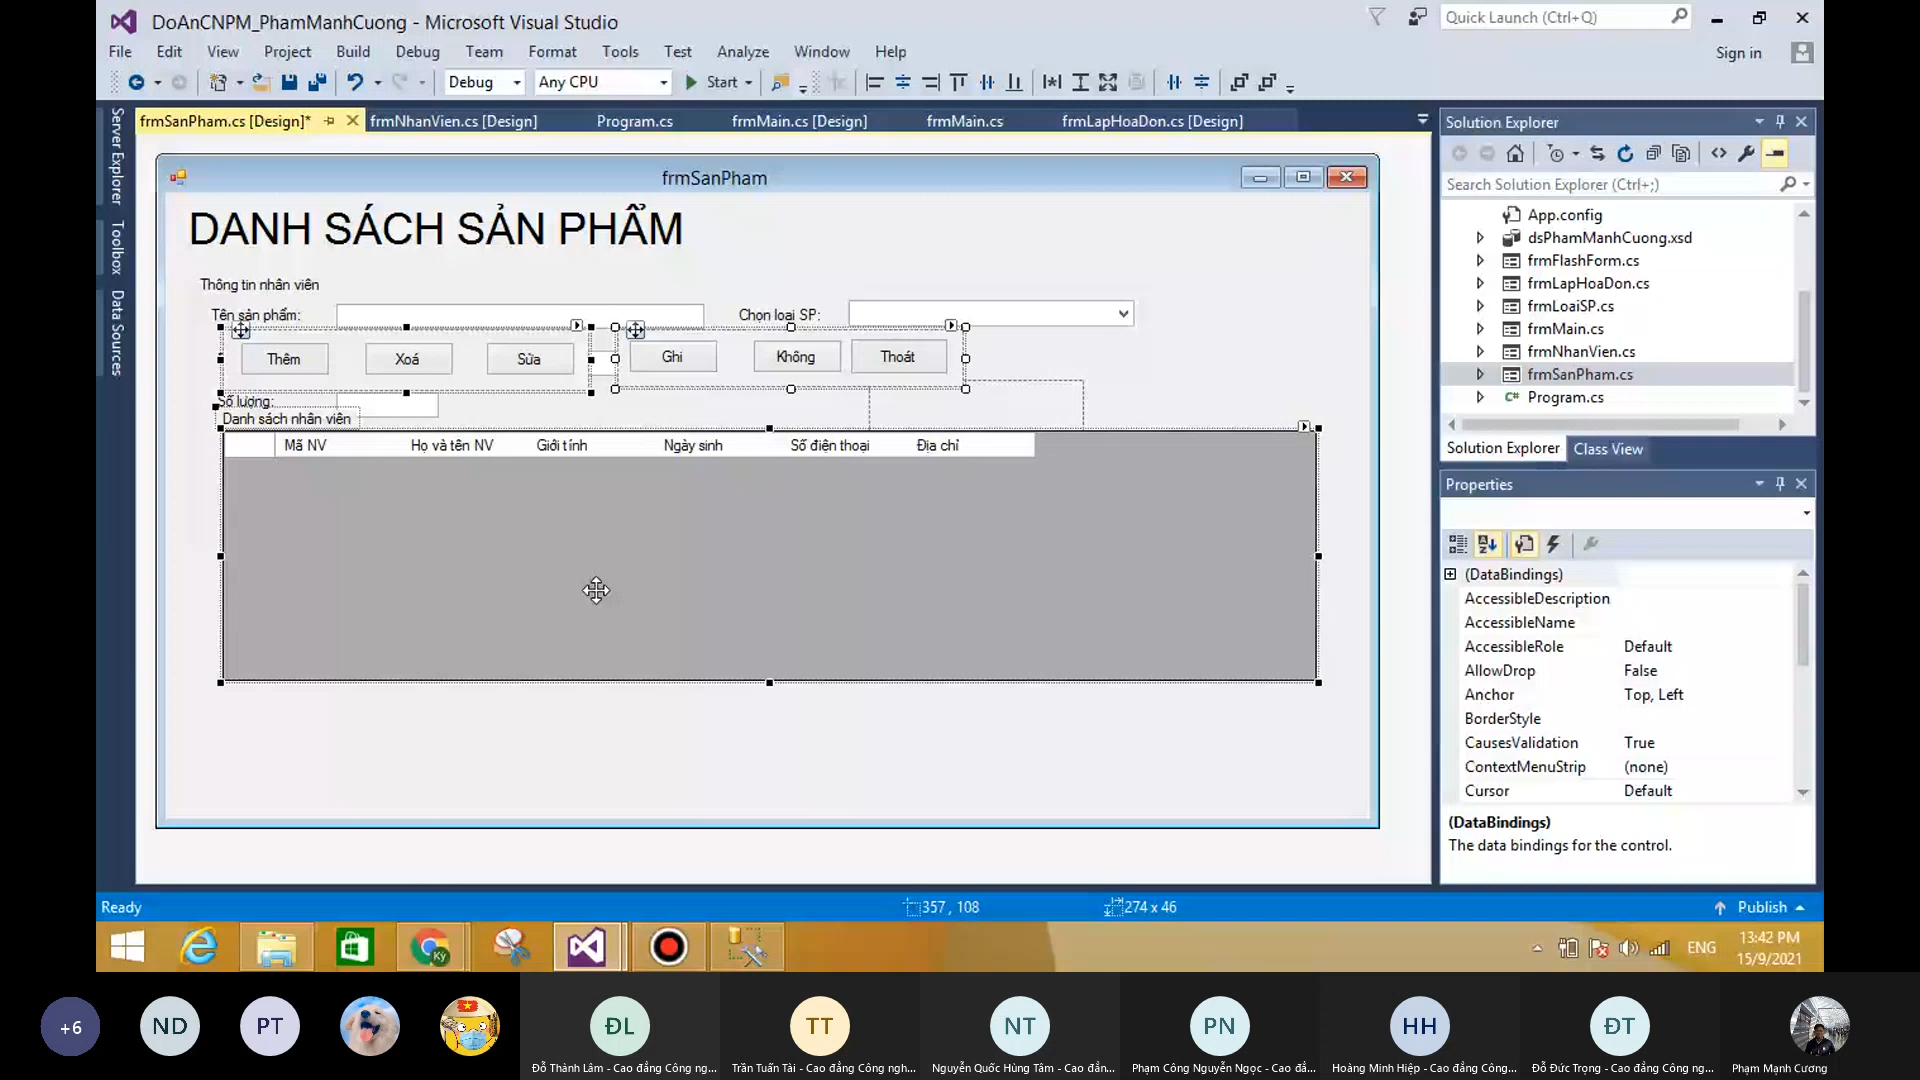 DoAnCNPM_PhamManhCuong - Microsoft Visual Studio
Quick Launch (Ctrl+Q)
File Edit View Project Build Debug Team Format Tools Test Analyze Window Help
Sign in
Debug Any CPU Start
Server Explorer
Toolbox
Data Sources
frmSanPham.cs [Design]* frmNhanVien.cs [Design] Program.cs frmMain.cs [Design] frmMain.cs frmLapHoaDon.cs [Design]
frmSanPham
DANH SÁCH SẢN PHẨM
Thông tin nhân viên
Tên sản phẩm:
Chọn loại SP:
Thêm Xoá Sửa Ghi Không Thoát
Số lượng:
Danh sách nhân viên
Mã NV Họ và tên NV Giới tính Ngày sinh Số điện thoại Địa chỉ
Solution Explorer
Search Solution Explorer (Ctrl+;)
App.config
dsPhamManhCuong.xsd
frmFlashForm.cs
frmLapHoaDon.cs
frmLoaiSP.cs
frmMain.cs
frmNhanVien.cs
frmSanPham.cs
C# Program.cs
Solution Explorer Class View
Properties
(DataBindings)
AccessibleDescription
AccessibleName
AccessibleRole Default
AllowDrop False
Anchor Top, Left
BorderStyle
CausesValidation True
ContextMenuStrip (none)
Cursor Default
(DataBindings)
The data bindings for the control.
Ready
357 , 108
274 x 46
Publish
Ký
ENG
13:42 PM
15/9/2021
+6
ND
PT
ĐL
TT
NT
PN
HH
ĐT
Đỗ Thành Lâm - Cao đẳng Công ng...
Trần Tuấn Tài - Cao đẳng Công ngh...
Nguyễn Quốc Hùng Tâm - Cao đẳn...
Phạm Công Nguyễn Ngọc - Cao đẳ...
Hoàng Minh Hiệp - Cao đẳng Công...
Đỗ Đức Trọng - Cao đẳng Công ng...
Phạm Mạnh Cương